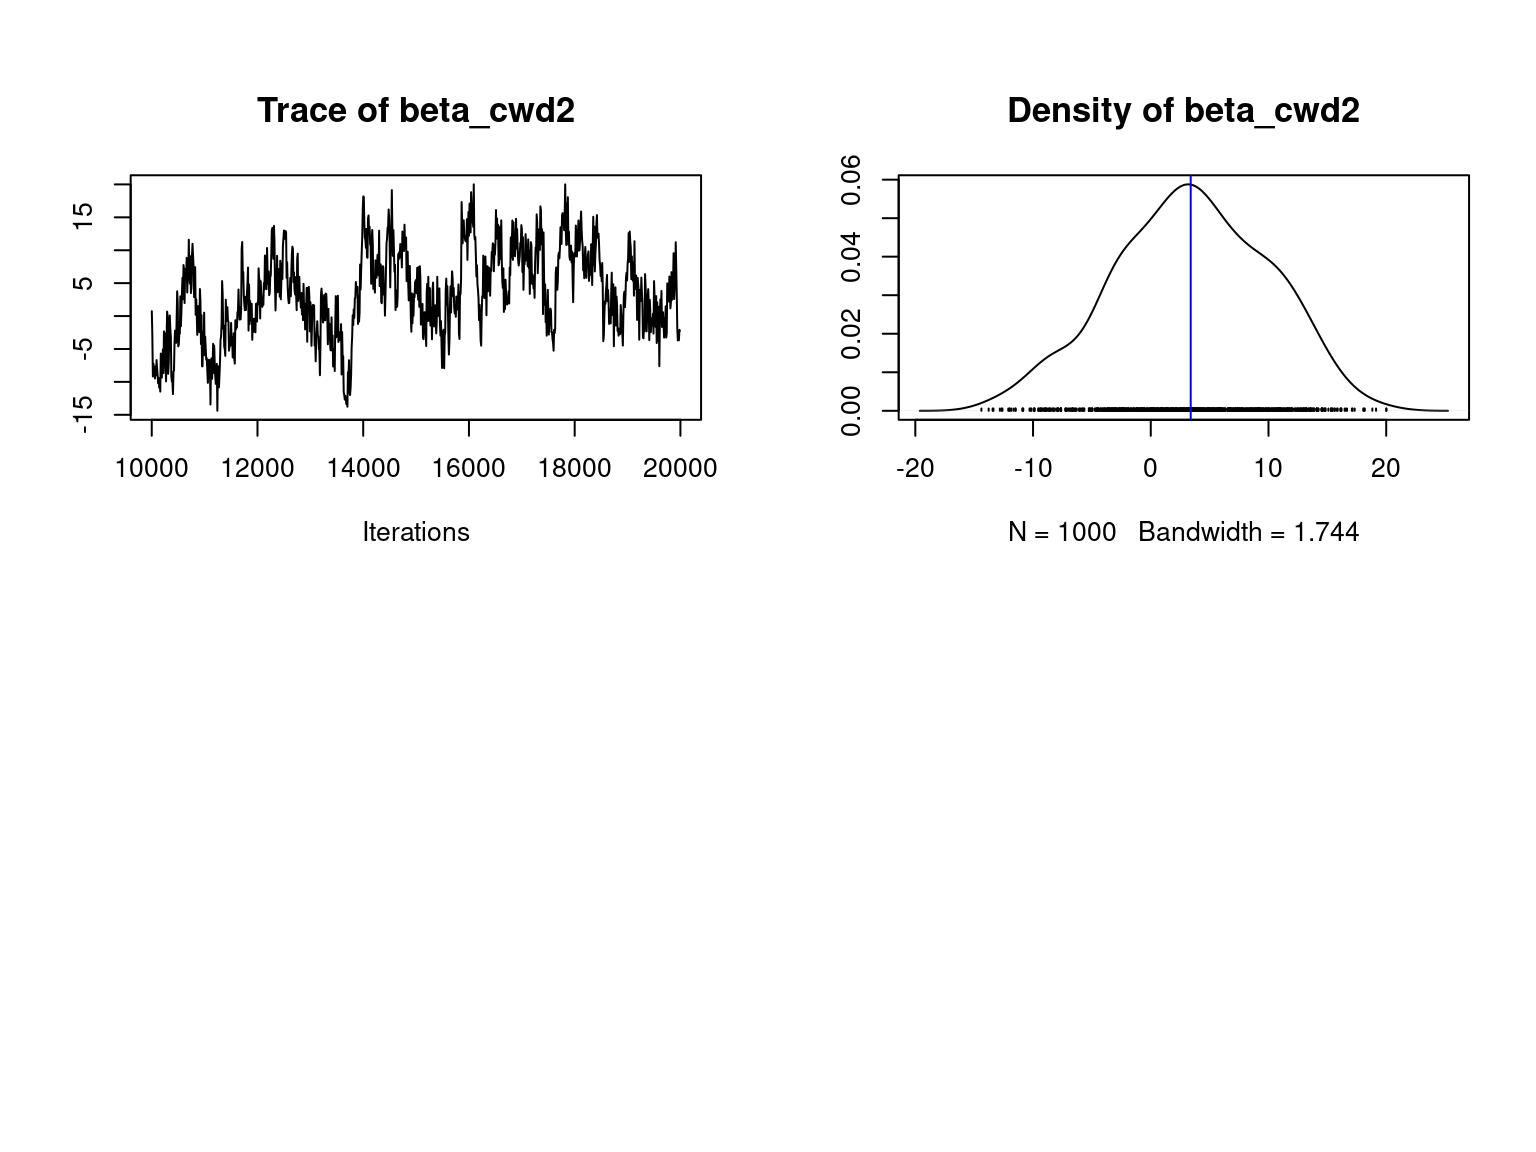 Trace of beta_cwd2
15
5
-5
-15
10000 12000 14000 16000 18000 20000
Iterations
Density of beta_cwd2
0.06
0.04
0.02
0.00
-20 -10 0 10 20
N = 1000 Bandwidth = 1.744